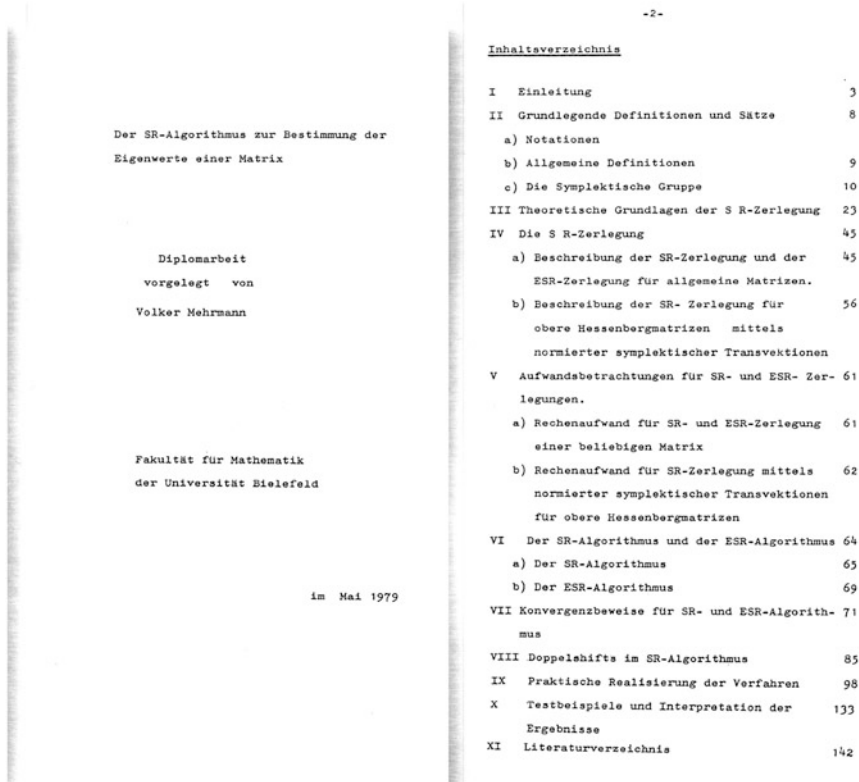 Der SR-Algorithmus zur Bestimmung der
Eigenwerte einer Matrix
Diplomarbeit
vorgelegt von
Volker Mehrmann
Fakultät für Mathematik
der Universität Bielefeld
im Mai 1979
-2-
Inhaltsverzeichnis
I Einleitung 3
II Grundlegende Definitionen und Sätze 8
a) Notationen
b) Allgemeine Definitionen 9
c) Die Symplektische Gruppe 10
III Theoretische Grundlagen der S R-Zerlegung 23
IV Die S R-Zerlegung 45
a) Beschreibung der SR-Zerlegung und der 45
ESR-Zerlegung für allgemeine Matrizen.
b) Beschreibung der SR- Zerlegung für 56
obere Hessenbergmatrizen mittels
normierter symplektischer Transvektionen
V Aufwandsbetrachtungen für SR- und ESR- Zer- 61
legungen.
a) Rechenaufwand für SR- und ESR-Zerlegung 61
einer beliebigen Matrix
b) Rechenaufwand für SR-Zerlegung mittels 62
normierter symplektischer Transvektionen
für obere Hessenbergmatrizen
VI Der SR-Algorithmus und der ESR-Algorithmus 64
a) Der SR-Algorithmus 65
b) Der ESR-Algorithmus 69
VII Konvergenzbeweise für SR- und ESR-Algorith- 71
mus
VIII Doppelshifts im SR-Algorithmus 85
IX Praktische Realisierung der Verfahren 98
X Testbeispiele und Interpretation der 133
Ergebnisse
XI Literaturverzeichnis 142